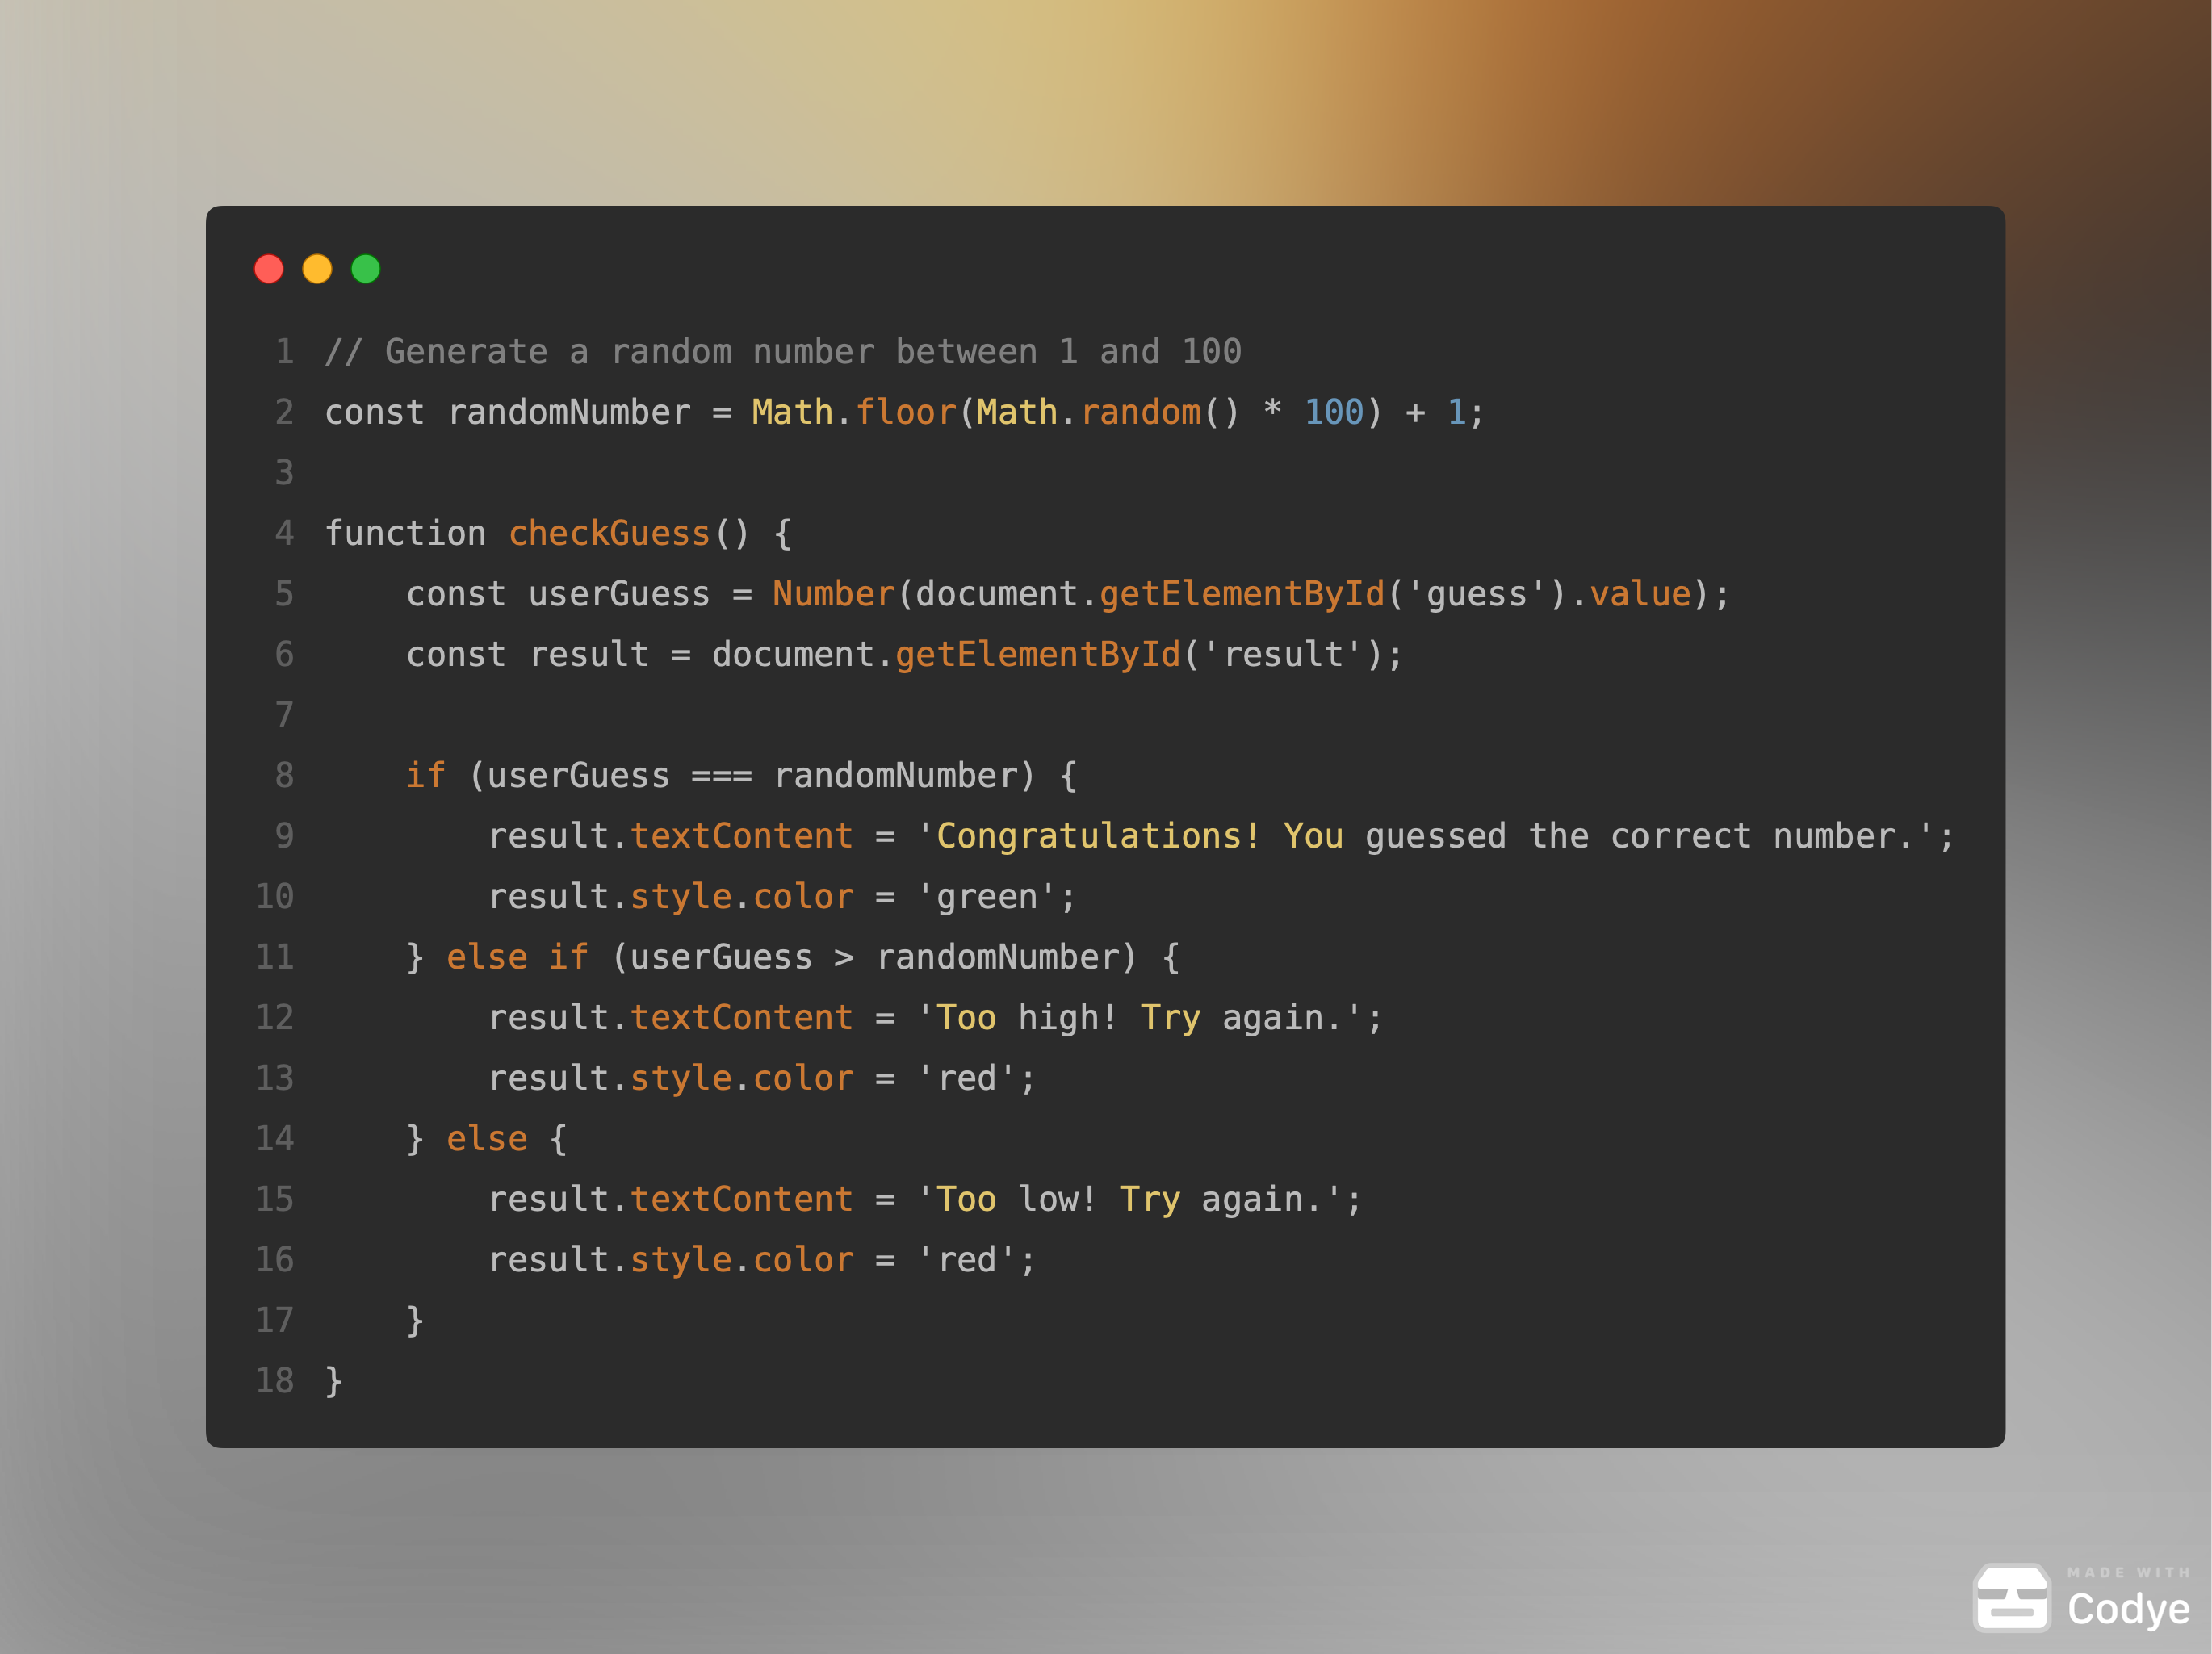 1 // Generate a random number between 1 and 100
2 const randomNumber = Math.floor(Math.random() * 100) + 1;
3
4 function checkGuess() {
5     const userGuess = Number(document.getElementById('guess').value);
6     const result = document.getElementById('result');
7
8     if (userGuess === randomNumber) {
9         result.textContent = 'Congratulations! You guessed the correct number.';
10         result.style.color = 'green';
11     } else if (userGuess > randomNumber) {
12         result.textContent = 'Too high! Try again.';
13         result.style.color = 'red';
14     } else {
15         result.textContent = 'Too low! Try again.';
16         result.style.color = 'red';
17     }
18 }
MADE WITH
Codye